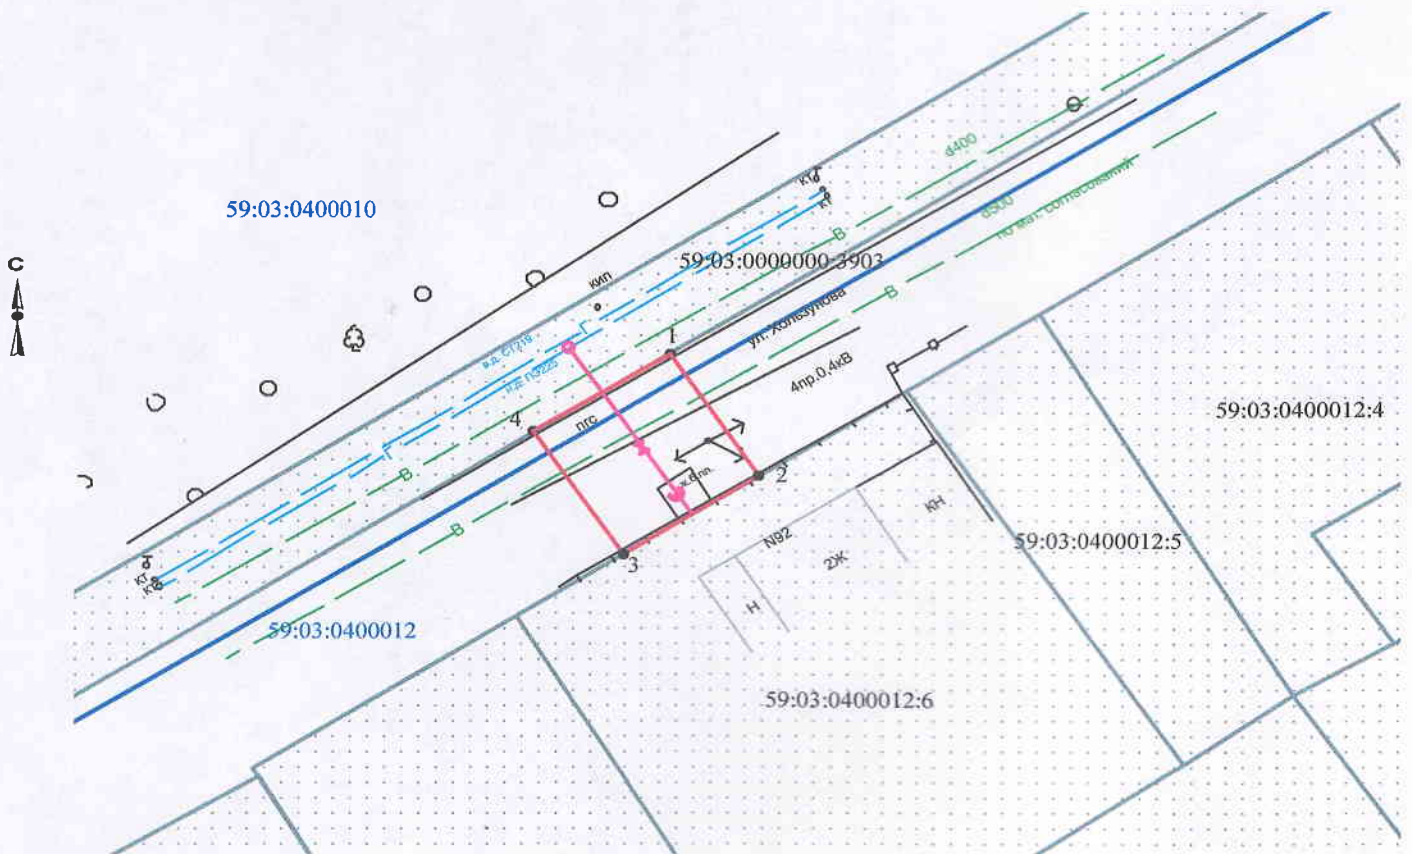 d400
кт
кт
59:03:0400010
d500
по мат. согласований
С
59:03:0000000:3903
В
кип
В
ул. Хользунова
1
4пр.0,4кВ
59:03:0400012:4
4
пгс
В
2
КН
В
N92
59:03:0400012:5
2Ж
3
кт
кт
Н
59:03:0400012
59:03:0400012:6